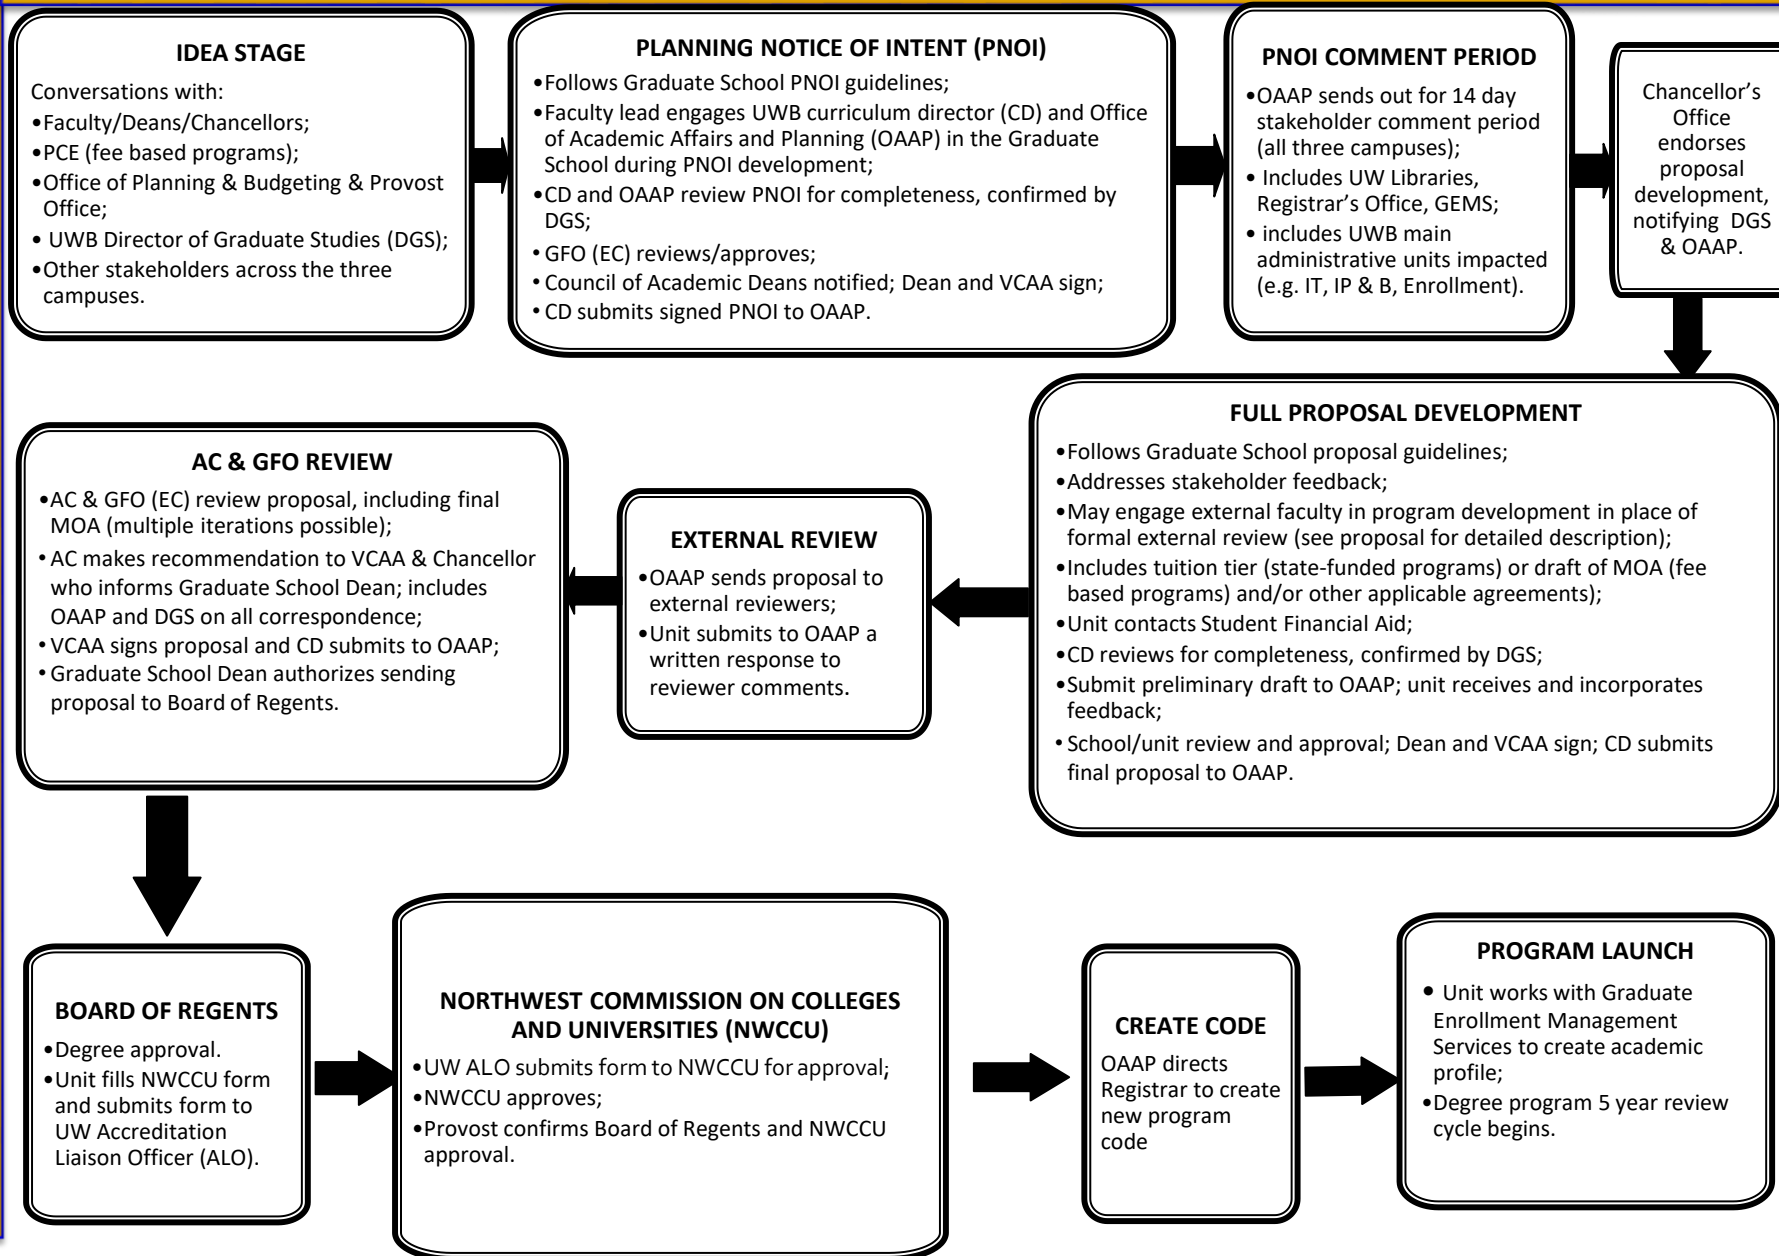 IDEA STAGE
Conversations with:
•Faculty/Deans/Chancellors;
•PCE (fee based programs);
•Office of Planning & Budgeting & Provost
Office;
• UWB Director of Graduate Studies (DGS);
•Other stakeholders across the three
campuses.
PLANNING NOTICE OF INTENT (PNOI)
•Follows Graduate School PNOI guidelines;
•Faculty lead engages UWB curriculum director (CD) and Office
of Academic Affairs and Planning (OAAP) in the Graduate
School during PNOI development;
•CD and OAAP review PNOI for completeness, confirmed by
DGS;
• GFO (EC) reviews/approves;
• Council of Academic Deans notified; Dean and VCAA sign;
• CD submits signed PNOI to OAAP.
PNOI COMMENT PERIOD
•OAAP sends out for 14 day
stakeholder comment period
(all three campuses);
• Includes UW Libraries,
Registrar’s Office, GEMS;
• includes UWB main
administrative units impacted
(e.g. IT, IP & B, Enrollment).
Chancellor’s
Office
endorses
proposal
development,
notifying DGS
& OAAP.
FULL PROPOSAL DEVELOPMENT
•Follows Graduate School proposal guidelines;
•Addresses stakeholder feedback;
•May engage external faculty in program development in place of
formal external review (see proposal for detailed description);
•Includes tuition tier (state-funded programs) or draft of MOA (fee
based programs) and/or other applicable agreements);
•Unit contacts Student Financial Aid;
•CD reviews for completeness, confirmed by DGS;
•Submit preliminary draft to OAAP; unit receives and incorporates
feedback;
• School/unit review and approval; Dean and VCAA sign; CD submits
final proposal to OAAP.
EXTERNAL REVIEW
•OAAP sends proposal to
external reviewers;
•Unit submits to OAAP a
written response to
reviewer comments.
AC & GFO REVIEW
•AC & GFO (EC) review proposal, including final
MOA (multiple iterations possible);
• AC makes recommendation to VCAA & Chancellor
who informs Graduate School Dean; includes
OAAP and DGS on all correspondence;
• VCAA signs proposal and CD submits to OAAP;
• Graduate School Dean authorizes sending
proposal to Board of Regents.
BOARD OF REGENTS
•Degree approval.
•Unit fills NWCCU form
and submits form to
UW Accreditation
Liaison Officer (ALO).
NORTHWEST COMMISSION ON COLLEGES
AND UNIVERSITIES (NWCCU)
•UW ALO submits form to NWCCU for approval;
•NWCCU approves;
•Provost confirms Board of Regents and NWCCU
approval.
CREATE CODE
OAAP directs
Registrar to create
new program
code
PROGRAM LAUNCH
• Unit works with Graduate
Enrollment Management
Services to create academic
profile;
•Degree program 5 year review
cycle begins.